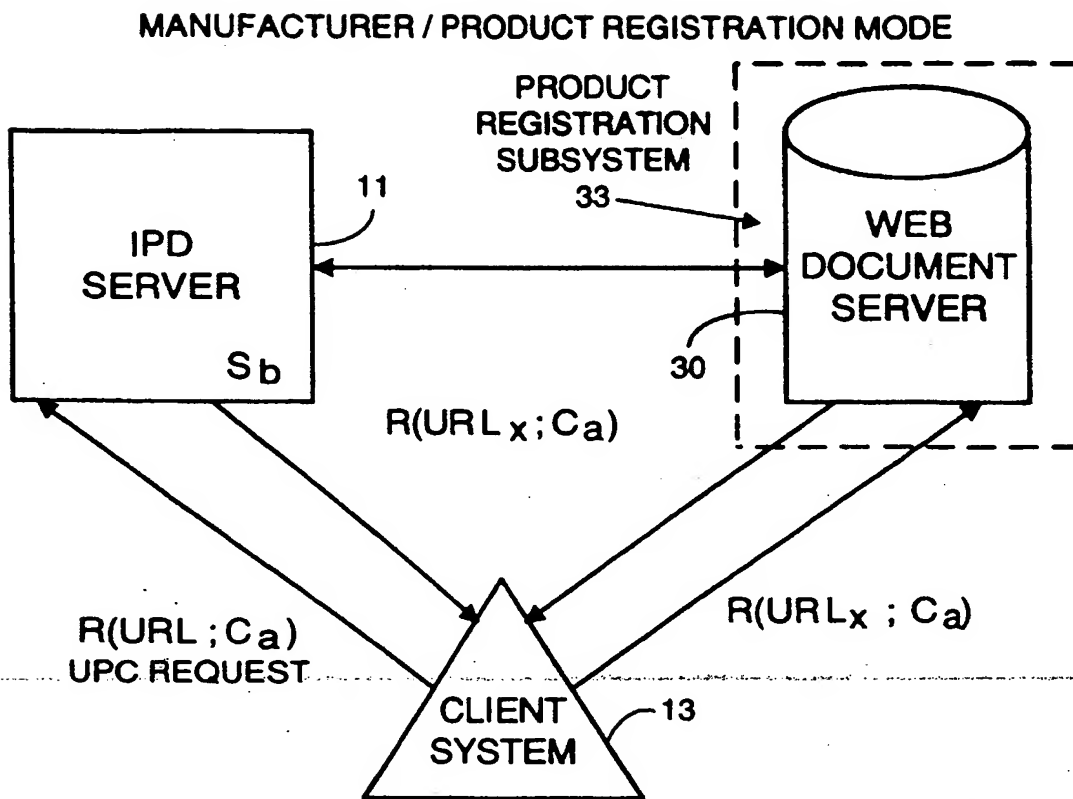 MANUFACTURER / PRODUCT REGISTRATION MODE
PRODUCT
REGISTRATION
SUBSYSTEM
33
11
IPD
SERVER
Sb
WEB
DOCUMENT
SERVER
30
R(URLx ; Ca)
R(URL ; Ca)
UPC REQUEST
R(URLx ; Ca)
CLIENT
SYSTEM
13